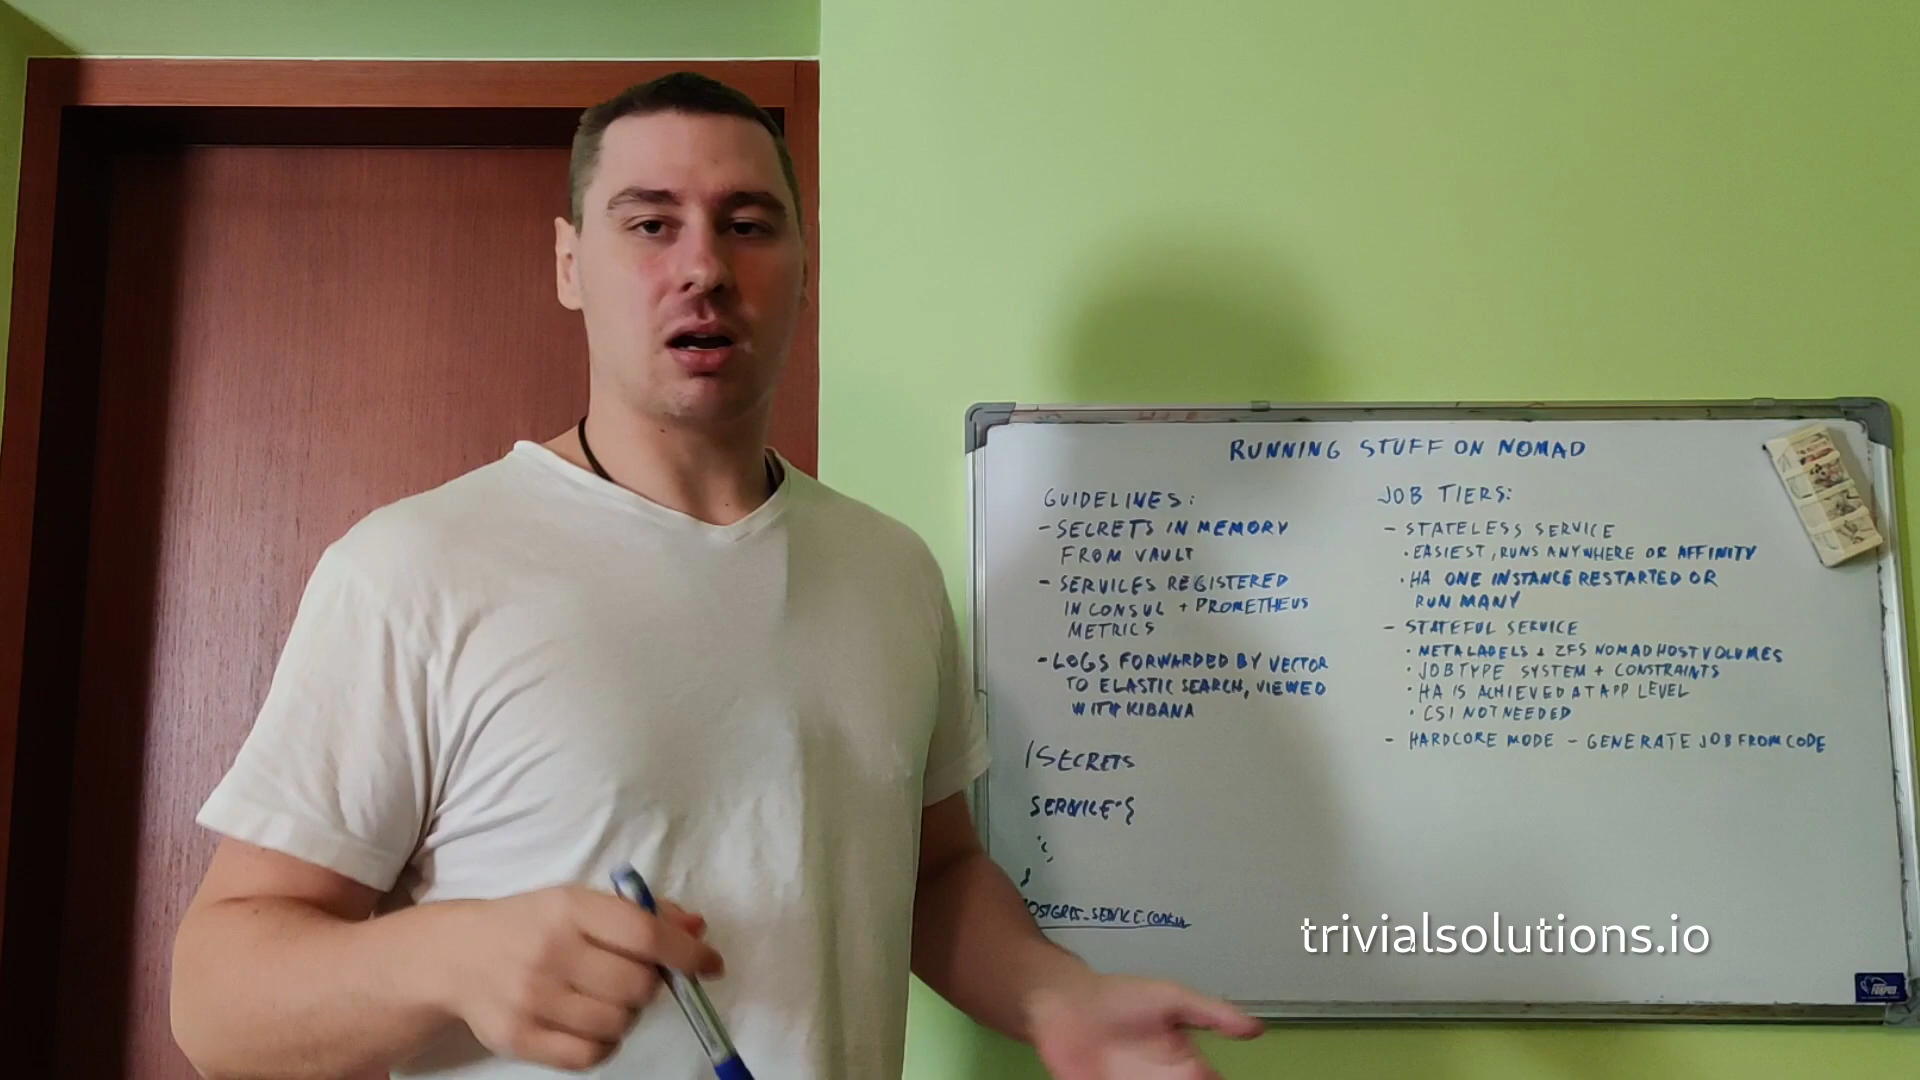 RUNNING STUFF ON NOMAD
GUIDELINES:
- SECRETS IN MEMORY
FROM VAULT
- SERVICES REGISTERED
IN CONSUL + PROMETHEUS
METRICS
- LOGS FORWARDED BY VECTOR
TO ELASTIC SEARCH, VIEWED
WITH KIBANA
/SECRETS
SERVICE {
JOB TIERS:
- STATELESS SERVICE
· EASIEST, RUNS ANYWHERE OR AFFINITY
· HA ONE INSTANCE RESTARTED OR
RUN MANY
- STATEFUL SERVICE
· META LABELS + ZFS NOMAD HOST VOLUMES
· JOB TYPE SYSTEM + CONSTRAINTS
· HA IS ACHIEVED AT APP LEVEL
· CSI NOT NEEDED
- HARDCORE MODE - GENERATE JOB FROM CODE
trivialsolutions.io